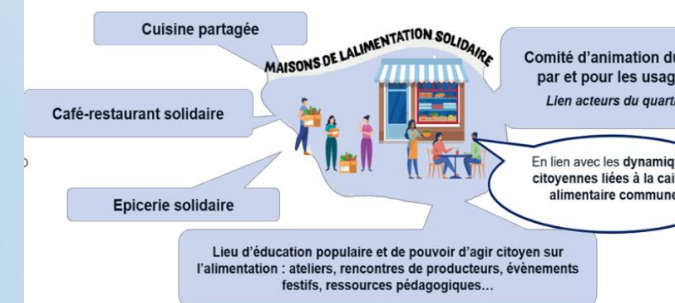 Cuisine partagée
MAISONS DE LALIMENTATION SOLIDAIRE
Comité d'animation du
par et pour les usag
Lien acteurs du quarti
Café-restaurant solidaire
En lien avec les dynamiq
citoyennes liées à la cai
alimentaire commune
Epicerie solidaire
Lieu d'éducation populaire et de pouvoir d'agir citoyen sur
l'alimentation : ateliers, rencontres de producteurs, évènements
festifs, ressources pédagogiques…